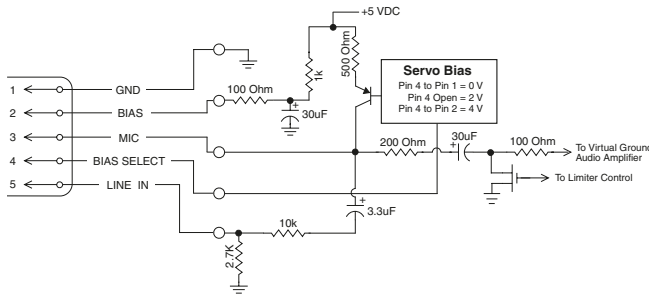 +5 VDC
500 Ohm
1k
Servo Bias
Pin 4 to Pin 1 = 0 V
Pin 4 Open = 2 V
Pin 4 to Pin 2 = 4 V
1
GND
2
BIAS
100 Ohm
30uF
3
MIC
200 Ohm
30uF
100 Ohm
To Virtual Ground
Audio Amplifier
4
BIAS SELECT
To Limiter Control
5
LINE IN
3.3uF
10k
2.7K
+
+
+